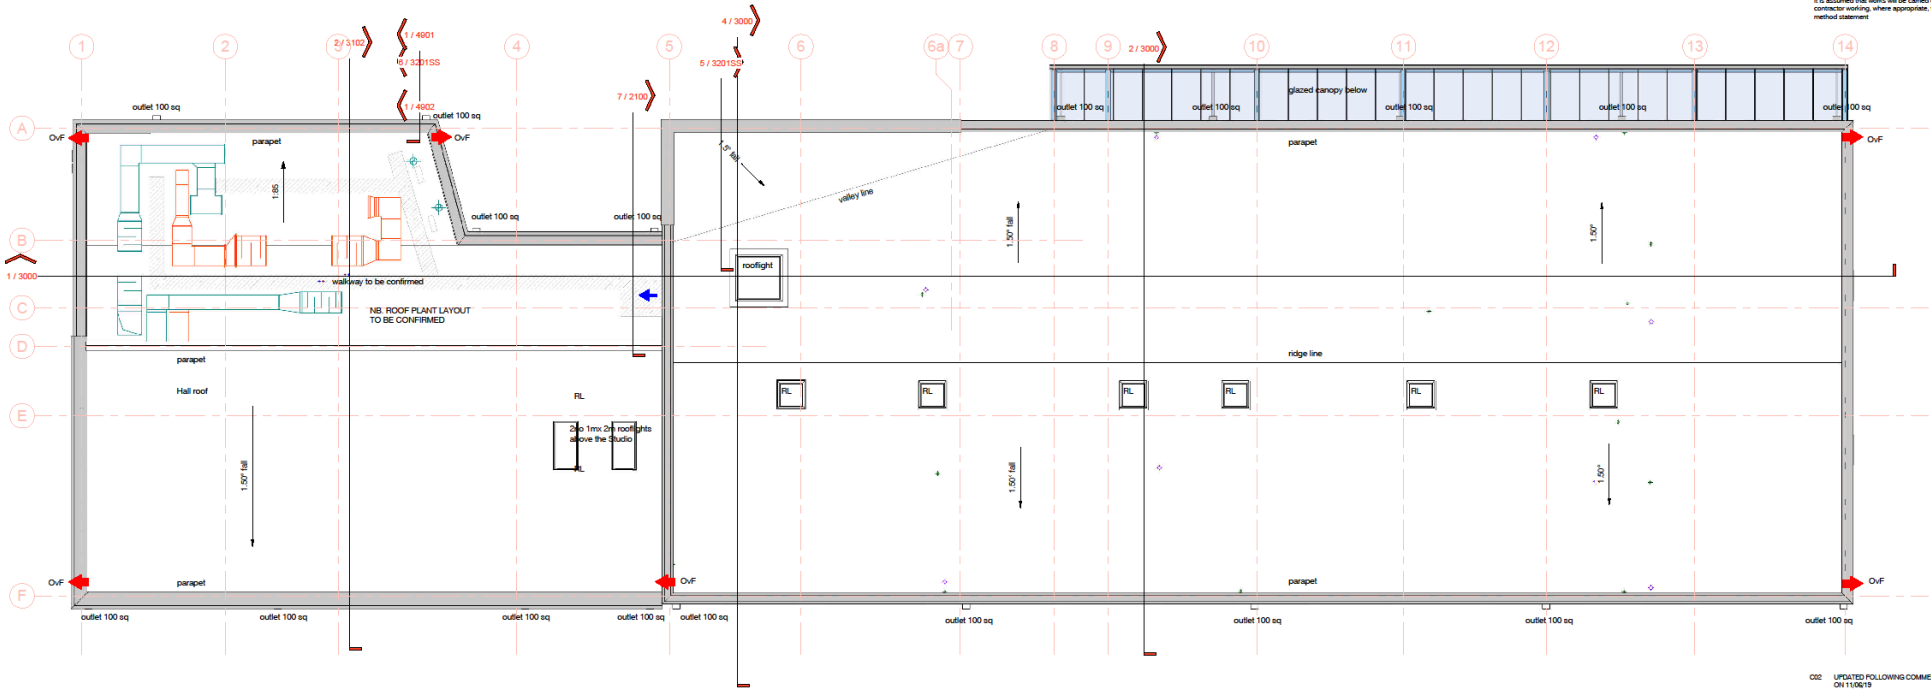 It is assumed that works will be carried
contractor working, where appropriate,
method statement
4 / 3000
1 / 4901
2 / 3102
6 / 3201SS
5 / 3201SS
2 / 3000
1
2
3
4
5
6
6a
7
8
9
10
11
12
13
14
7 / 2100
1 / 4902
glazed canopy below
outlet 100 sq
outlet 100 sq
outlet 100 sq
outlet 100 sq
outlet 100 sq
outlet 100 sq
outlet 100 sq
A
OvF
parapet
OvF
1.5° fall
parapet
OvF
1:85
valley line
outlet 100 sq
outlet 100 sq
1.50° fall
1.50°
B
rooflight
1 / 3000
walkway to be confirmed
C
NB. ROOF PLANT LAYOUT
TO BE CONFIRMED
D
parapet
ridge line
Hall roof
RL
RL
RL
RL
RL
RL
RL
E
2no 1mx 2m rooflights
above the Studio
RL
1.50° fall
1.50° fall
1.50°
OvF
parapet
OvF
parapet
OvF
F
outlet 100 sq
outlet 100 sq
outlet 100 sq
outlet 100 sq
outlet 100 sq
outlet 100 sq
outlet 100 sq
outlet 100 sq
outlet 100 sq
C02 UPDATED FOLLOWING COMME
ON 11/06/19